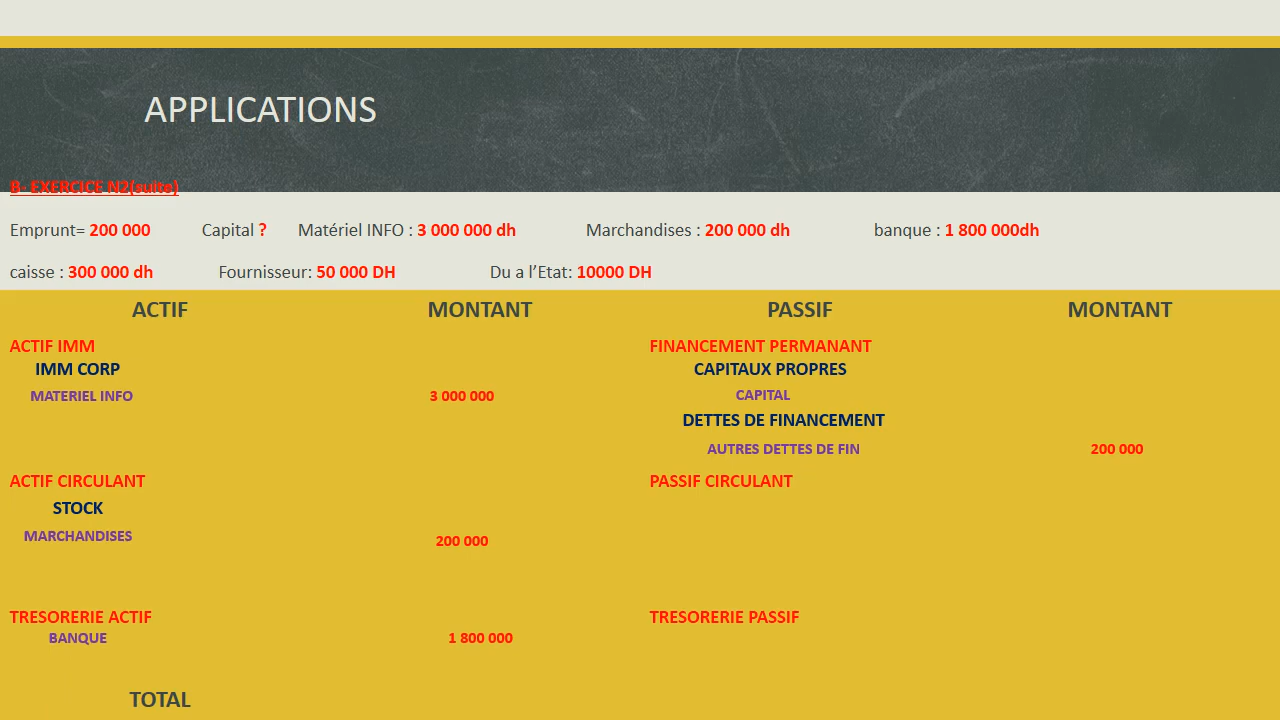 APPLICATIONS
B- EXERCICE N2(suite)
Emprunt= 200 000 Capital ? Matériel INFO : 3 000 000 dh Marchandises : 200 000 dh banque : 1 800 000dh
caisse : 300 000 dh Fournisseur: 50 000 DH Du a l’Etat: 10000 DH
ACTIF MONTANT PASSIF MONTANT
ACTIF IMM FINANCEMENT PERMANANT
IMM CORP CAPITAUX PROPRES
MATERIEL INFO 3 000 000 CAPITAL
DETTES DE FINANCEMENT
AUTRES DETTES DE FIN 200 000
ACTIF CIRCULANT PASSIF CIRCULANT
STOCK
MARCHANDISES 200 000
TRESORERIE ACTIF TRESORERIE PASSIF
BANQUE 1 800 000
TOTAL